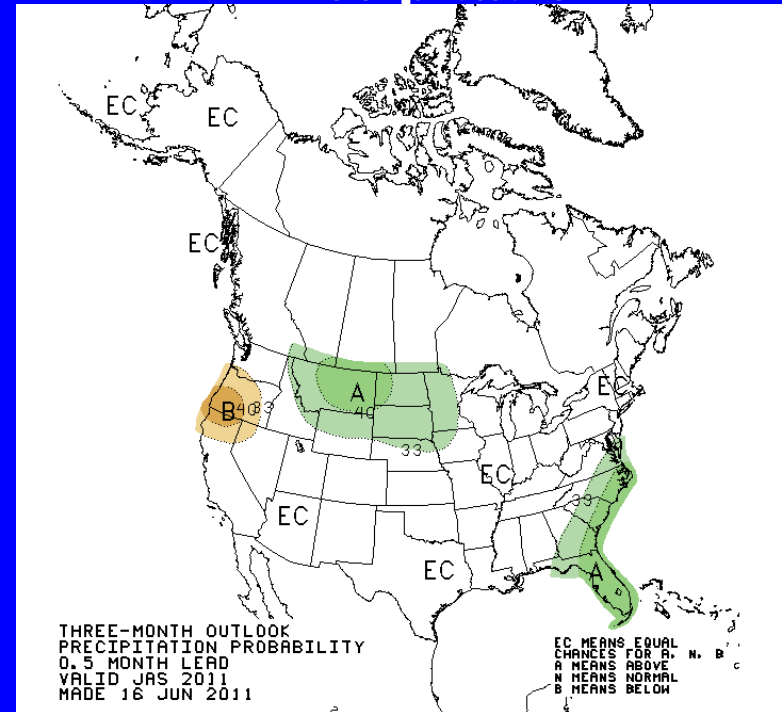 EC
EC
EC
A
40
B 40 33
EC
33
EC
33
EC
EC
A
THREE-MONTH OUTLOOK
PRECIPITATION PROBABILITY
0.5 MONTH LEAD
VALID JAS 2011
MADE 16 JUN 2011
EC MEANS EQUAL
CHANCES FOR A, N, B
A MEANS ABOVE
N MEANS NORMAL
B MEANS BELOW